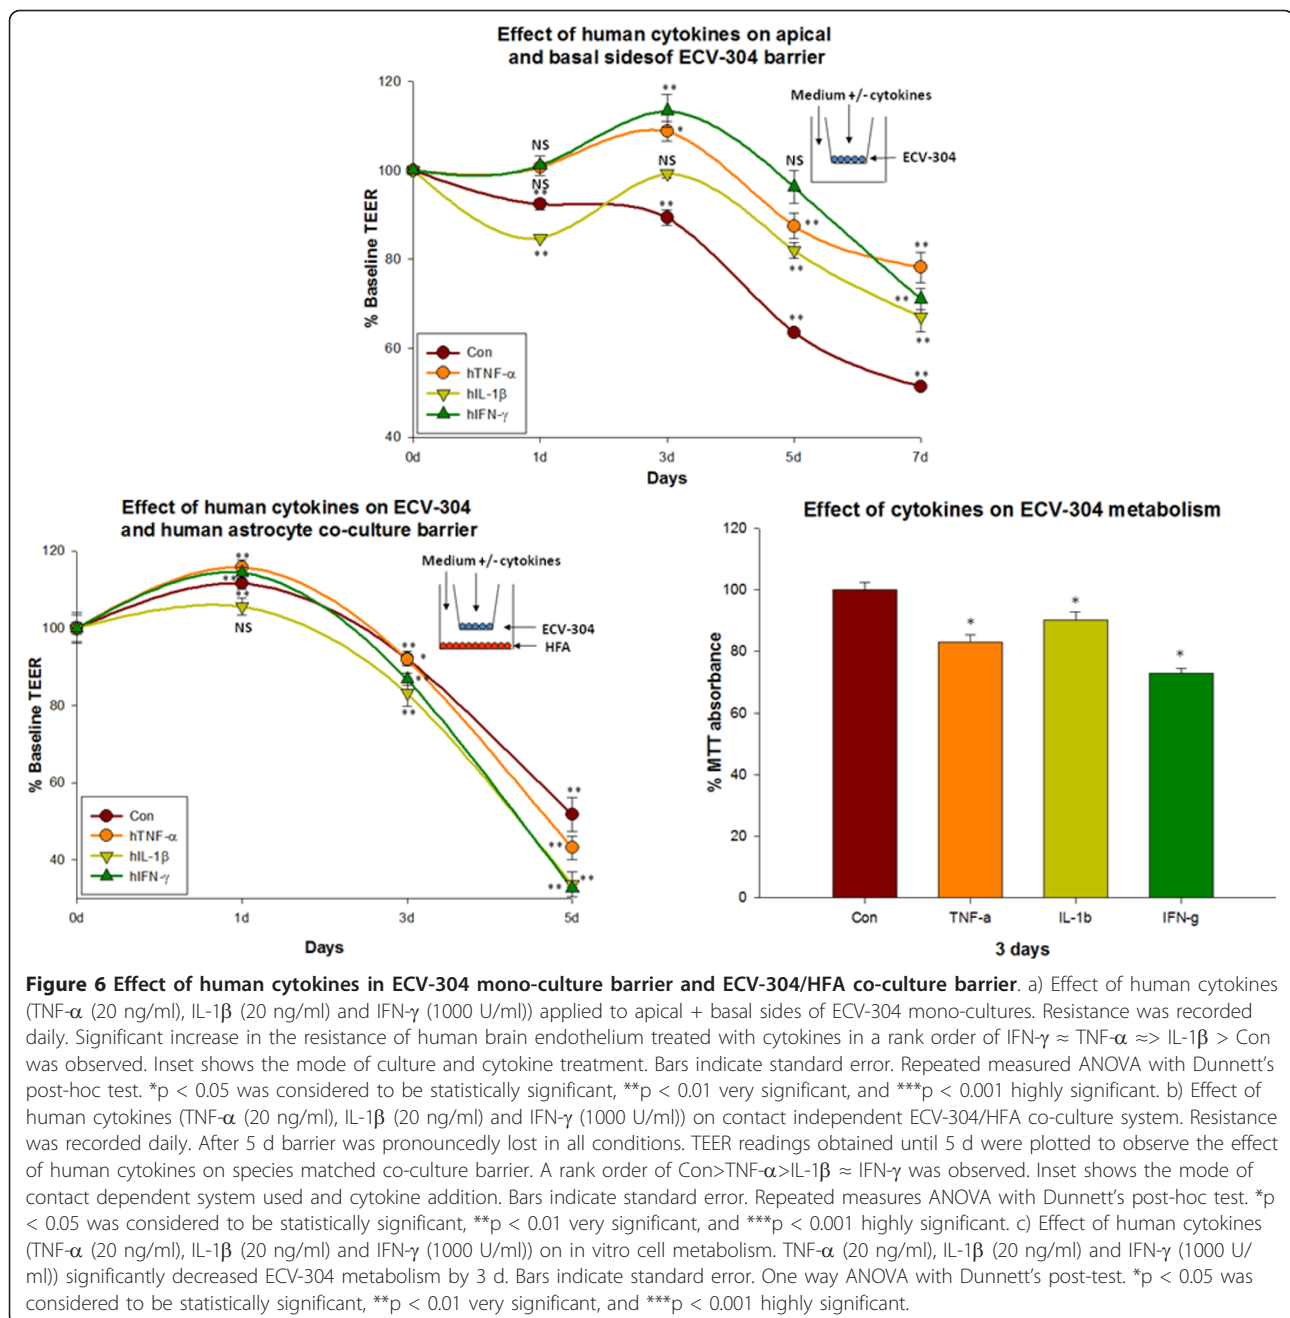 Effect of human cytokines on apical
and basal sidesof ECV-304 barrier
120
100
80
60
40
% Baseline TEER
NS
NS
**
**
**
*
NS
**
NS
**
**
**
**
**
**
**
Medium +/- cytokines
ECV-304
Con
hTNF-α
hIL-1β
hIFN-γ
0d 1d 3d 5d 7d
Days
Effect of human cytokines on ECV-304
and human astrocyte co-culture barrier
120
100
80
60
40
% Baseline TEER
**
**
**
NS
**
*
**
**
**
**
**
**
Medium +/- cytokines
ECV-304
HFA
Con
hTNF-α
hIL-1β
hIFN-γ
0d 1d 3d 5d
Days
Effect of cytokines on ECV-304 metabolism
120
100
80
60
40
20
0
% MTT absorbance
*
*
*
Con TNF-a IL-1b IFN-g
3 days
Figure 6 Effect of human cytokines in ECV-304 mono-culture barrier and ECV-304/HFA co-culture barrier. a) Effect of human cytokines
(TNF-α (20 ng/ml), IL-1β (20 ng/ml) and IFN-γ (1000 U/ml)) applied to apical + basal sides of ECV-304 mono-cultures. Resistance was recorded
daily. Significant increase in the resistance of human brain endothelium treated with cytokines in a rank order of IFN-γ ≈ TNF-α ≈> IL-1β > Con
was observed. Inset shows the mode of culture and cytokine treatment. Bars indicate standard error. Repeated measured ANOVA with Dunnett's
post-hoc test. *p < 0.05 was considered to be statistically significant, **p < 0.01 very significant, and ***p < 0.001 highly significant. b) Effect of
human cytokines (TNF-α (20 ng/ml), IL-1β (20 ng/ml) and IFN-γ (1000 U/ml)) on contact independent ECV-304/HFA co-culture system. Resistance
was recorded daily. After 5 d barrier was pronouncedly lost in all conditions. TEER readings obtained until 5 d were plotted to observe the effect
of human cytokines on species matched co-culture barrier. A rank order of Con>TNF-α>IL-1β ≈ IFN-γ was observed. Inset shows the mode of
contact dependent system used and cytokine addition. Bars indicate standard error. Repeated measures ANOVA with Dunnett's post-hoc test. *p
< 0.05 was considered to be statistically significant, **p < 0.01 very significant, and ***p < 0.001 highly significant. c) Effect of human cytokines
(TNF-α (20 ng/ml), IL-1β (20 ng/ml) and IFN-γ (1000 U/ml)) on in vitro cell metabolism. TNF-α (20 ng/ml), IL-1β (20 ng/ml) and IFN-γ (1000 U/
ml)) significantly decreased ECV-304 metabolism by 3 d. Bars indicate standard error. One way ANOVA with Dunnett's post-test. *p < 0.05 was
considered to be statistically significant, **p < 0.01 very significant, and ***p < 0.001 highly significant.